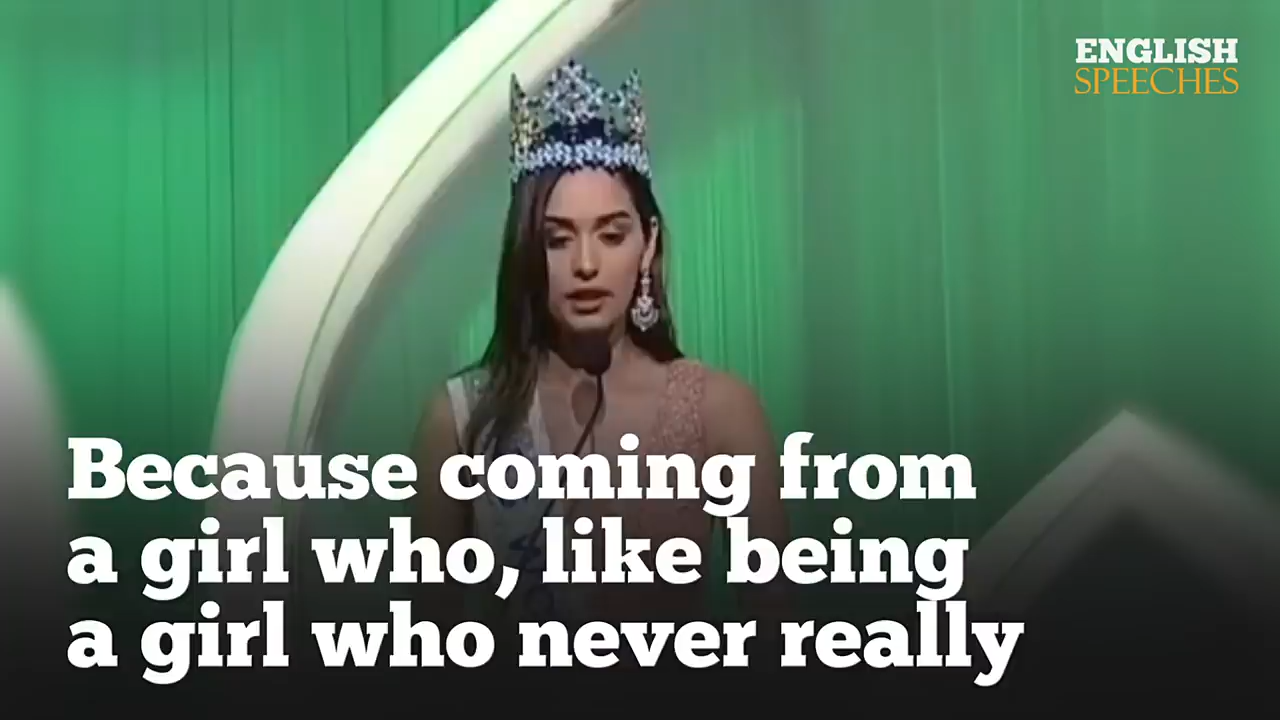 ENGLISH
SPEECHES
Because coming from
a girl who, like being
a girl who never really